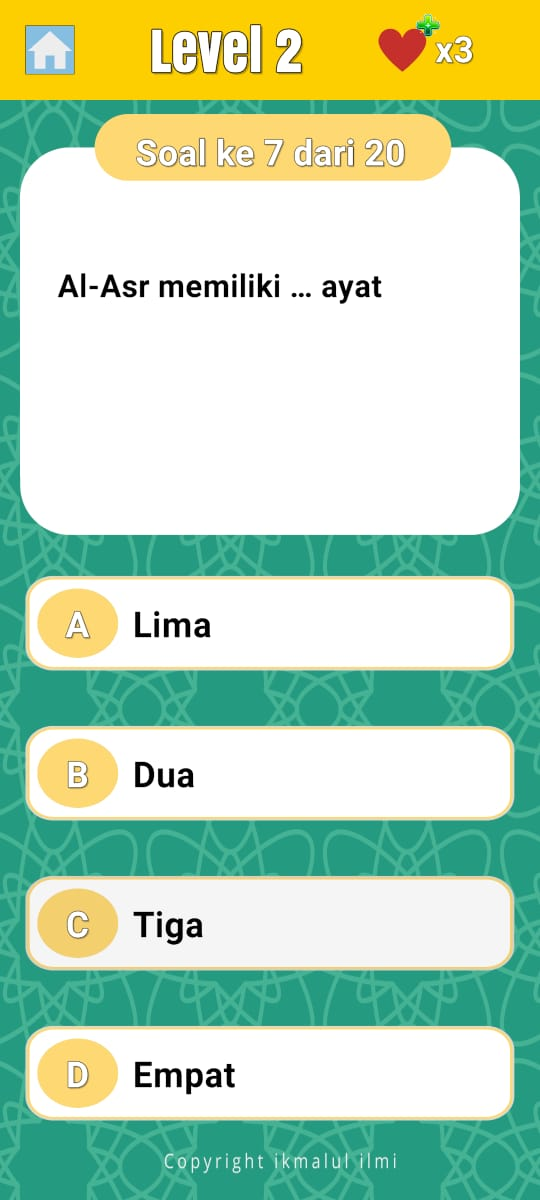 Level 2
x3
Soal ke 7 dari 20
Al-Asr memiliki ... ayat
A Lima
B Dua
C Tiga
D Empat
Copyright ikmalul ilmi